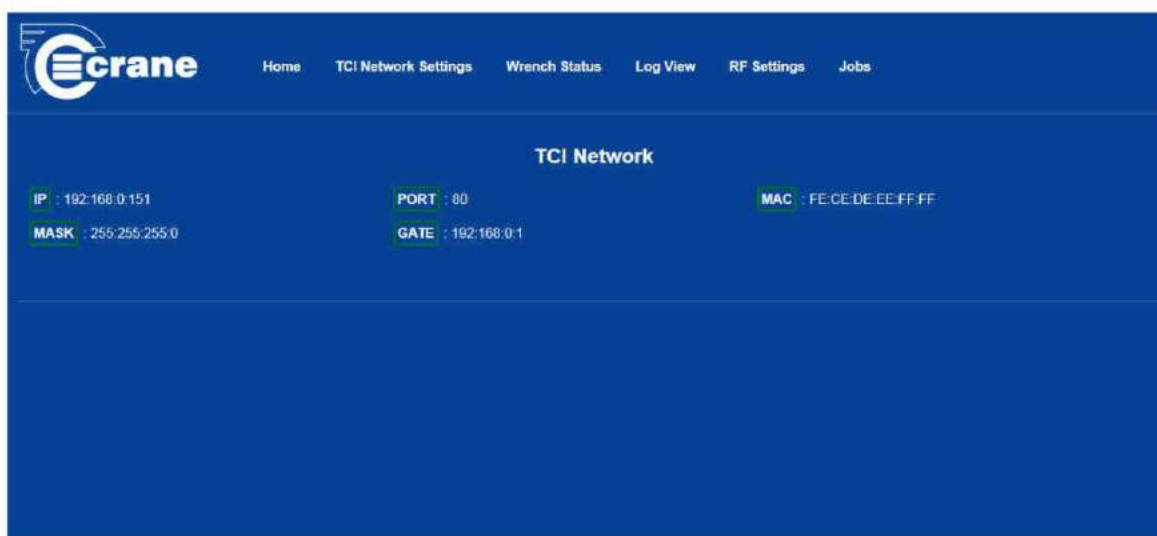 crane
Home TCI Network Settings Wrench Status Log View RF Settings Jobs
TCI Network
IP : 192:168:0:151 PORT : 80 MAC : FE:CE:DE:EE:FF:FF
MASK : 255:255:255:0 GATE : 192:168:0:1